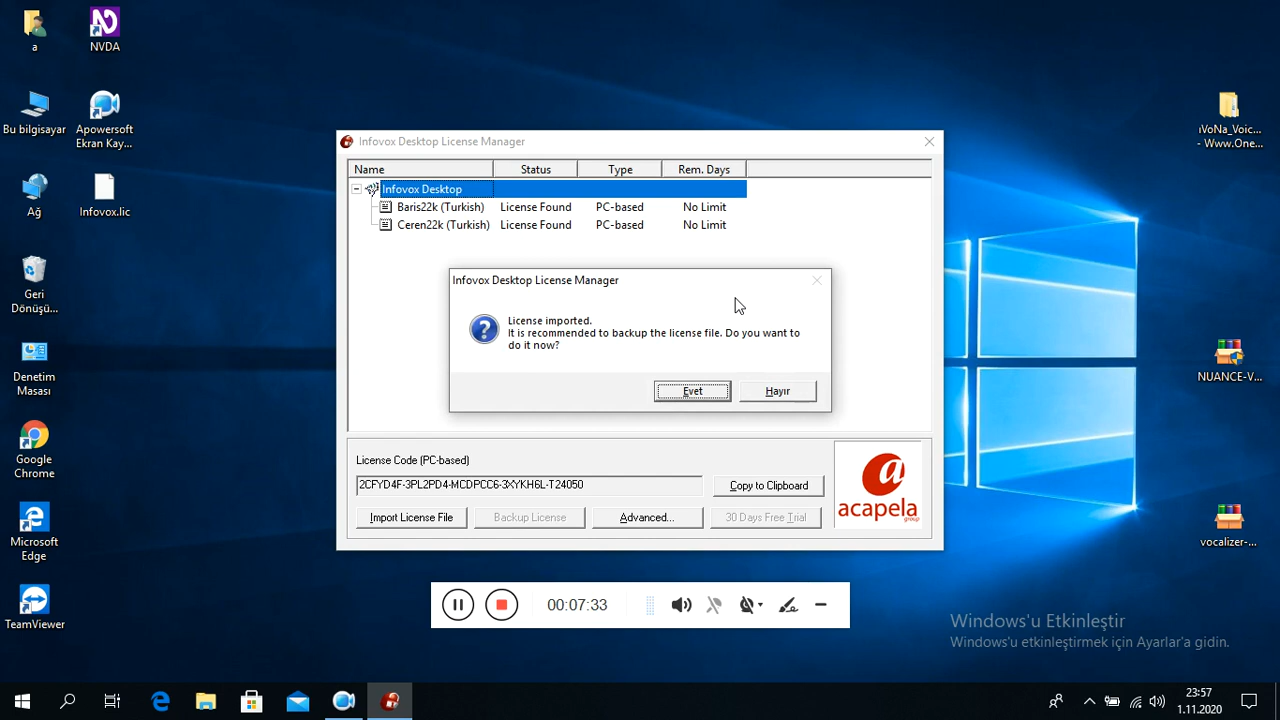 a
NVDA
Bu bilgisayar
Apowersoft
Ekran Kay...
Ağ
Infovox.lic
Geri
Dönüşü...
Denetim
Masası
Google
Chrome
Microsoft
Edge
TeamViewer
Infovox Desktop License Manager
Name Status Type Rem. Days
Infovox Desktop
Baris22k (Turkish) License Found PC-based No Limit
Ceren22k (Turkish) License Found PC-based No Limit
Infovox Desktop License Manager
License imported.
It is recommended to backup the license file. Do you want to
do it now?
Evet Hayır
License Code (PC-based)
2CFYD4F-3PL2PD4-MCDPCC6-3XYKH6L-T24050
Copy to Clipboard
Import License File Backup License Advanced... 30 Days Free Trial
acapela
group
00:07:33
iVoNa_Voic...
- Www.One...
NUANCE-V...
vocalizer-...
Windows'u Etkinleştir
Windows'u etkinleştirmek için Ayarlar'a gidin.
23:57
1.11.2020